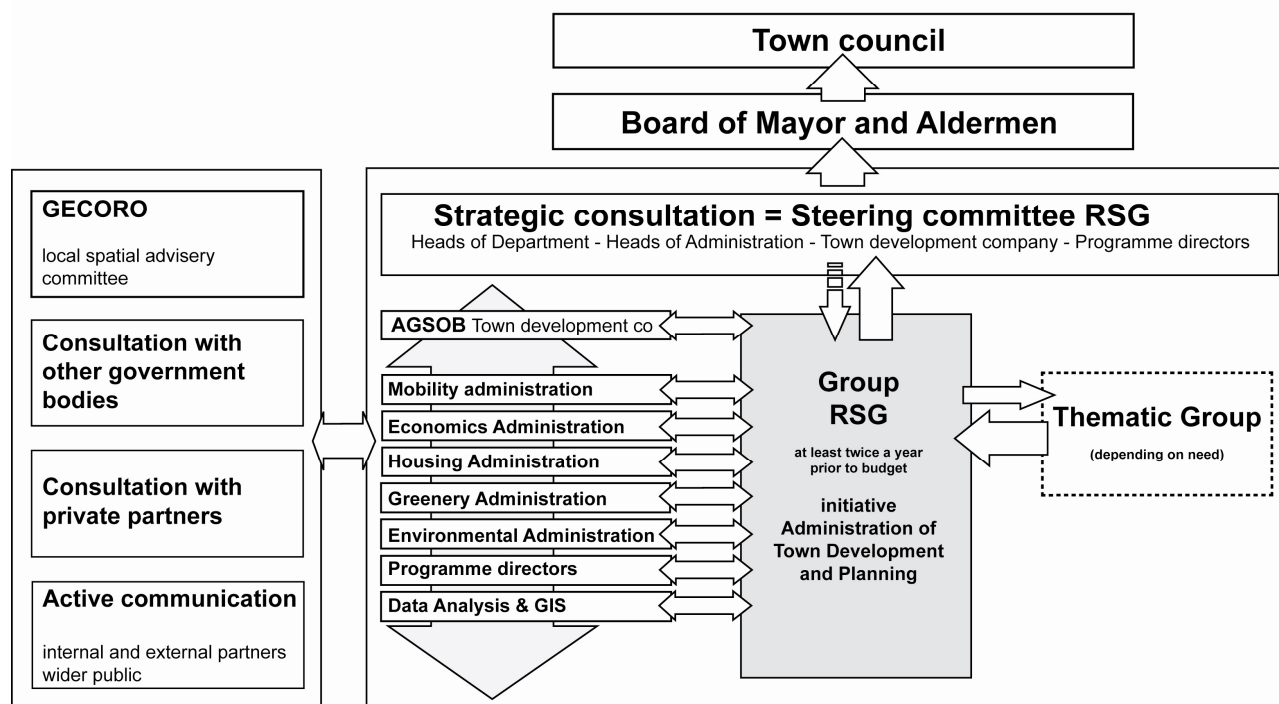 Town council
Board of Mayor and Aldermen
GECORO
local spatial advisery
committee
Consultation with
other government
bodies
Consultation with
private partners
Active communication
internal and external partners
wider public
Strategic consultation = Steering committee RSG
Heads of Department - Heads of Administration - Town development company - Programme directors
AGSOB Town development co
Mobility administration
Economics Administration
Housing Administration
Greenery Administration
Environmental Administration
Programme directors
Data Analysis & GIS
Group
RSG
at least twice a year
prior to budget
initiative
Administration of
Town Development
and Planning
Thematic Group
(depending on need)